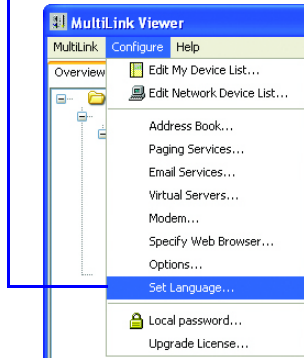 MultiLink Viewer
MultiLink Configure Help
Overview
Edit My Device List...
Edit Network Device List...
Address Book...
Paging Services...
Email Services...
Virtual Servers...
Modem...
Specify Web Browser...
Options...
Set Language...
Local password...
Upgrade License...